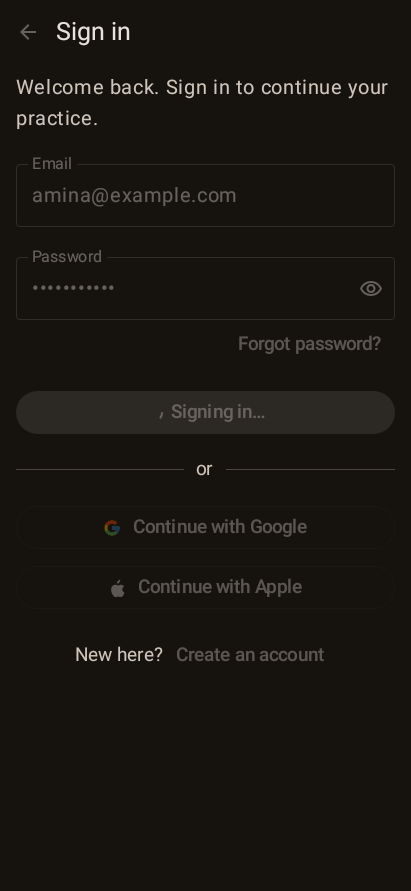 Sign in
Welcome back. Sign in to continue your
practice.
Email
amina@example.com
Password
•••••••••••
Forgot password?
Signing in...
or
Continue with Google
Continue with Apple
New here? Create an account